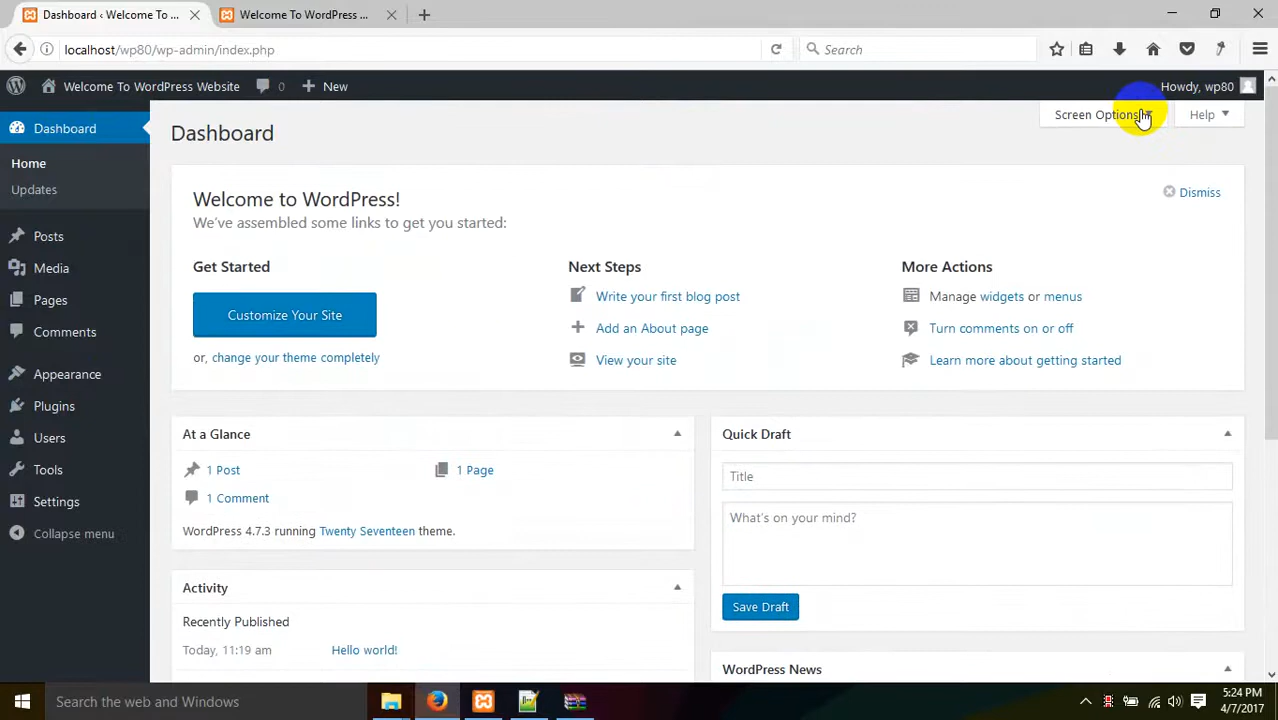 Dashboard ‹ Welcome To ...
Welcome To WordPress ...
localhost/wp80/wp-admin/index.php
Search
Welcome To WordPress Website
0
New
Howdy, wp80
Screen Options
Help
Dashboard
Home
Updates
Posts
Media
Pages
Comments
Appearance
Plugins
Users
Tools
Settings
Collapse menu
Dashboard
Welcome to WordPress!
Dismiss
We've assembled some links to get you started:
Get Started
Customize Your Site
or, change your theme completely
Next Steps
Write your first blog post
Add an About page
View your site
More Actions
Manage widgets or menus
Turn comments on or off
Learn more about getting started
At a Glance
1 Post
1 Page
1 Comment
WordPress 4.7.3 running Twenty Seventeen theme.
Activity
Recently Published
Today, 11:19 am
Hello world!
Quick Draft
Title
What's on your mind?
Save Draft
WordPress News
Search the web and Windows
5:24 PM
4/7/2017